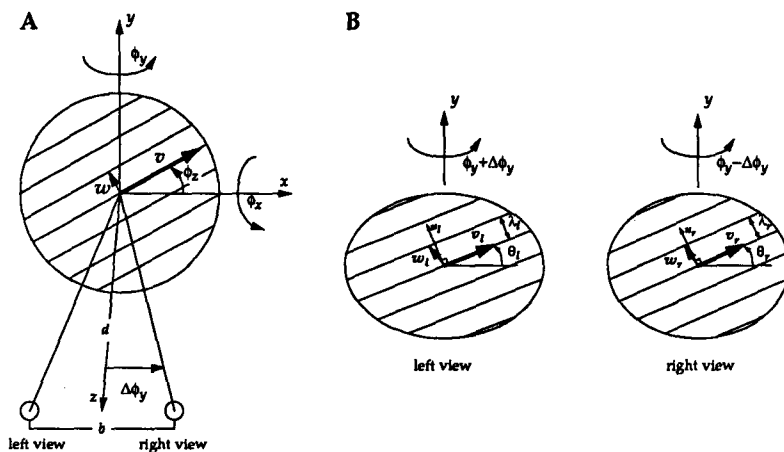 A
B
y
ϕy
v
w
ϕz
x
ϕx
d
z
Δϕy
b
left view
right view
y
ϕy+Δϕy
λl
wl
vl
θl
left view
y
ϕy−Δϕy
λr
wr
vr
θr
right view